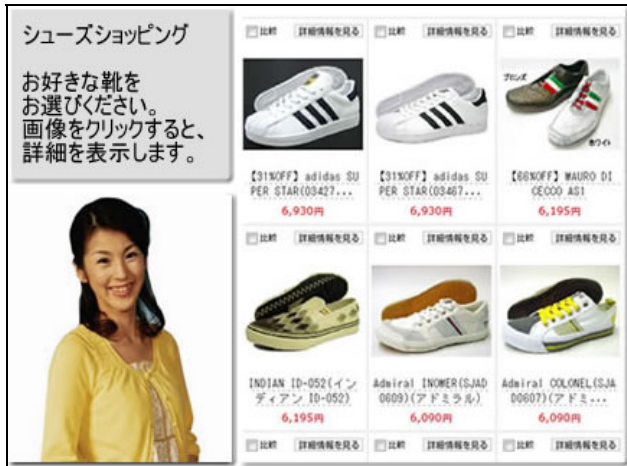 シューズショッピング
お好きな靴を
お選びください。
画像をクリックすると、
詳細を表示します。
比較 詳細情報を見る 比較 詳細情報を見る 比較 詳細情報を見る
ブロンズ
ホワイト
【31%OFF】adidas SU
PER STAR(03427...
6,930円
【31%OFF】adidas SU
PER STAR(03467...
6,930円
【66%OFF】MAURO DI
CECCO AS1
6,195円
比較 詳細情報を見る 比較 詳細情報を見る 比較 詳細情報を見る
INDIAN ID-052(イン
ディアン ID-052)
6,195円
Admiral INOMER(SJAD
0609)(アドミラル)
6,090円
Admiral COLONEL(SJA
D0607)(アドミ...
6,090円
比較 詳細情報を見る 比較 詳細情報を見る 比較 詳細情報を見る